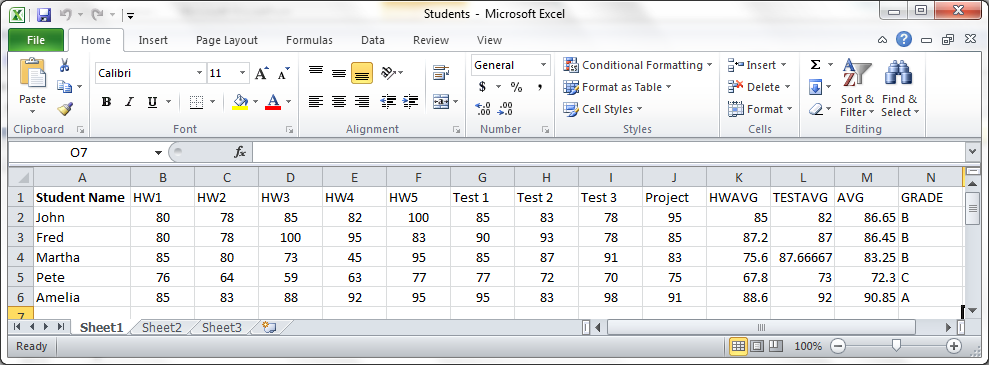 Students - Microsoft Excel
File Home Insert Page Layout Formulas Data Review View
Calibri 11 General Conditional Formatting Insert
Paste Format as Table Delete Sort & Find &
B I U $ % , Cell Styles Format Filter Select
Clipboard Font Alignment Number Styles Cells Editing
O7 fx
A B C D E F G H I J K L M N
1 Student Name HW1 HW2 HW3 HW4 HW5 Test 1 Test 2 Test 3 Project HWAVG TESTAVG AVG GRADE
2 John 80 78 85 82 100 85 83 78 95 85 82 86.65 B
3 Fred 80 78 100 95 83 90 93 78 85 87.2 87 86.45 B
4 Martha 85 80 73 45 95 85 87 91 83 75.6 87.66667 83.25 B
5 Pete 76 64 59 63 77 77 72 70 75 67.8 73 72.3 C
6 Amelia 85 83 88 92 95 95 83 98 91 88.6 92 90.85 A
7
Sheet1 Sheet2 Sheet3
Ready 100%